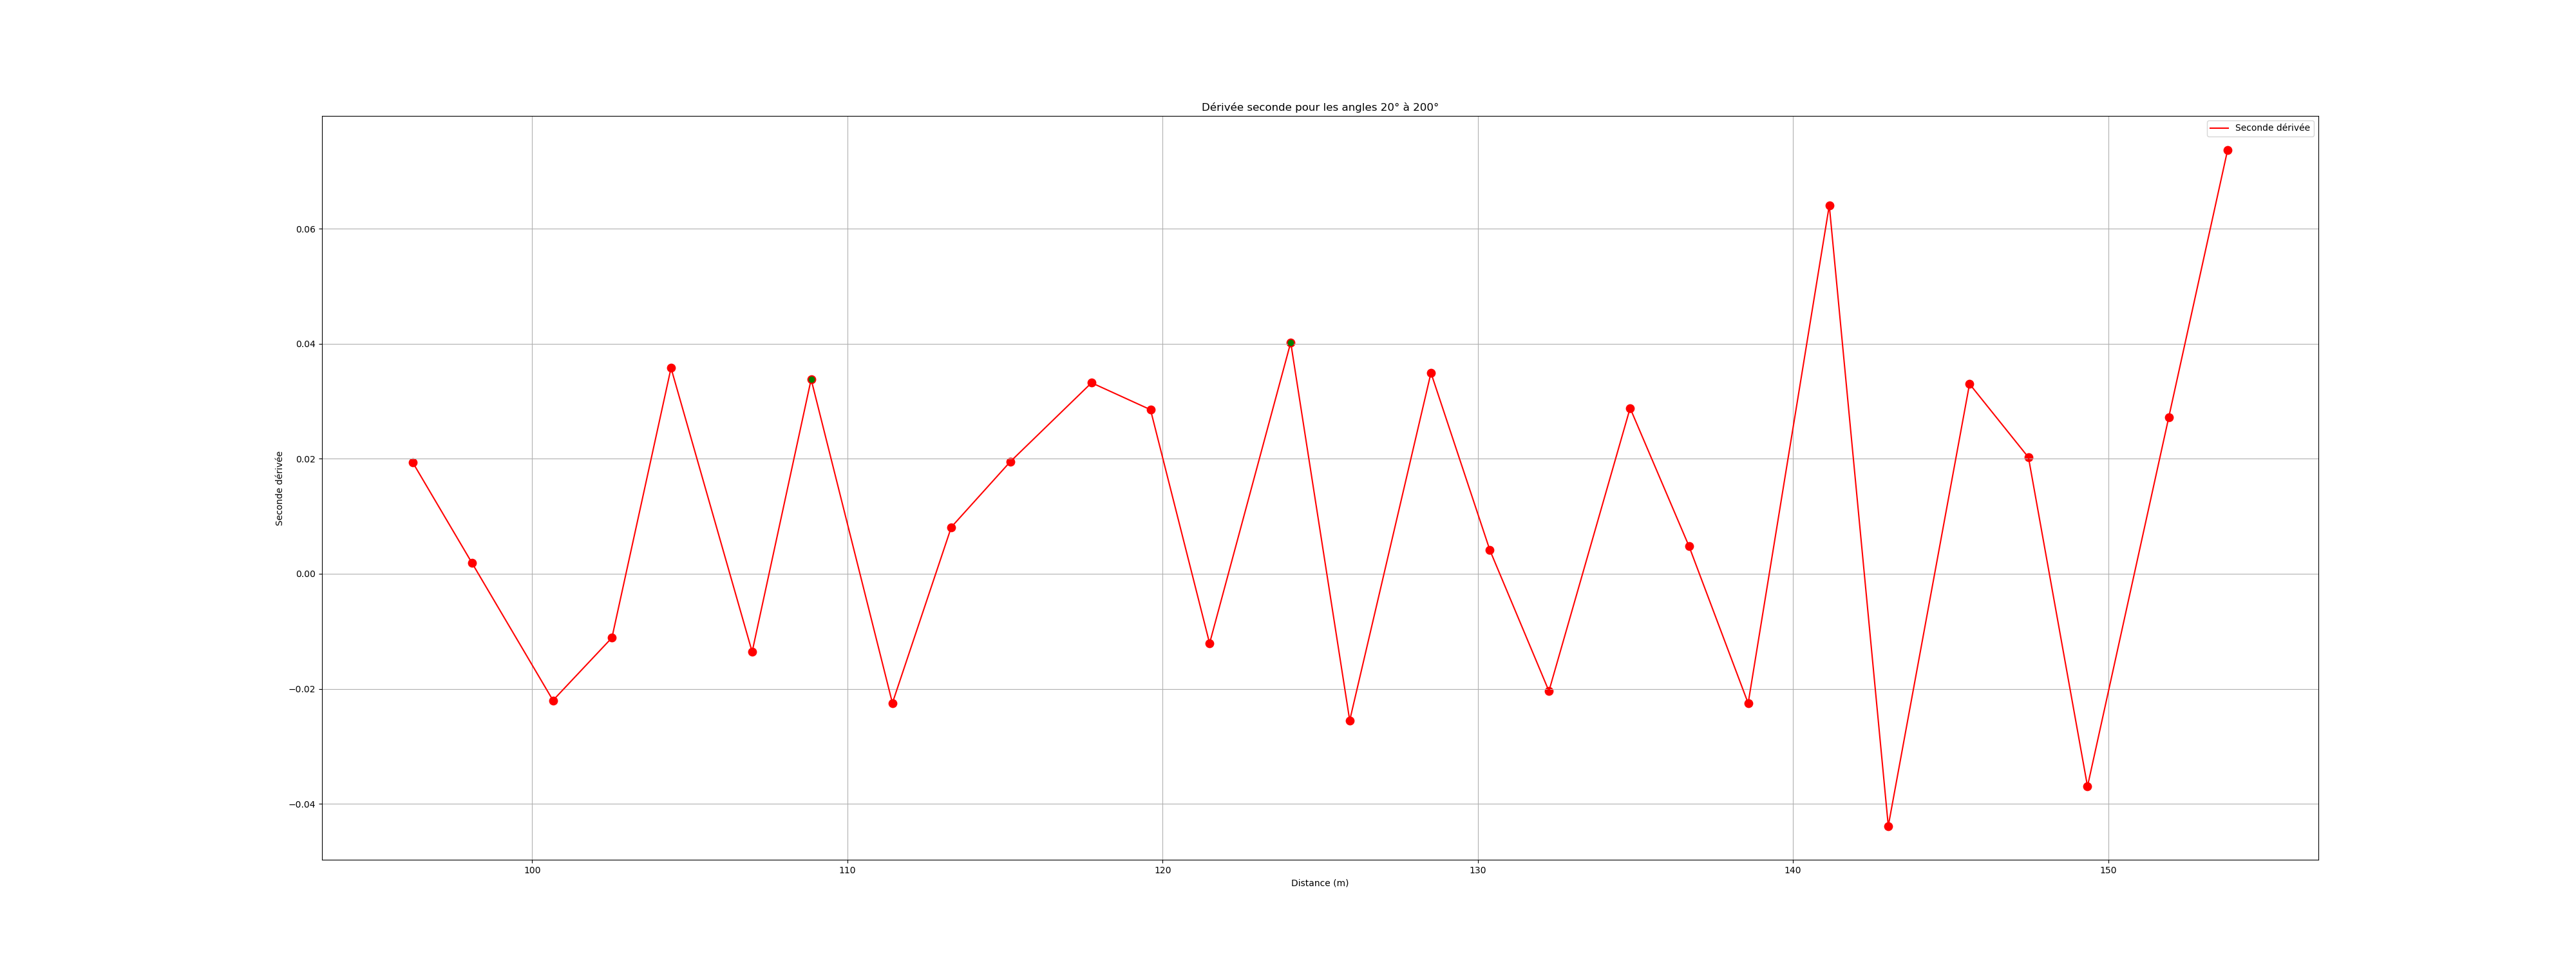 Dérivée seconde pour les angles 20° à 200°
Seconde dérivée
0.06
0.04
0.02
0.00
−0.02
−0.04
Seconde dérivée
100 110 120 130 140 150
Distance (m)